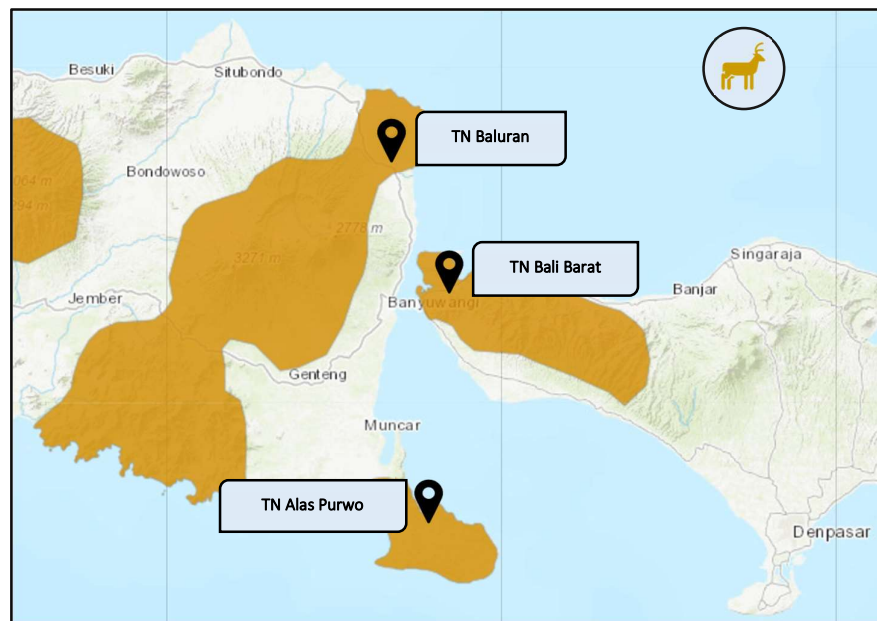 Besuki
Situbondo
TN Baluran
Bondowoso
2778 m
3271 m
TN Bali Barat
Singaraja
Banjar
Jember
Banyuwangi
Genteng
Muncar
TN Alas Purwo
Denpasar